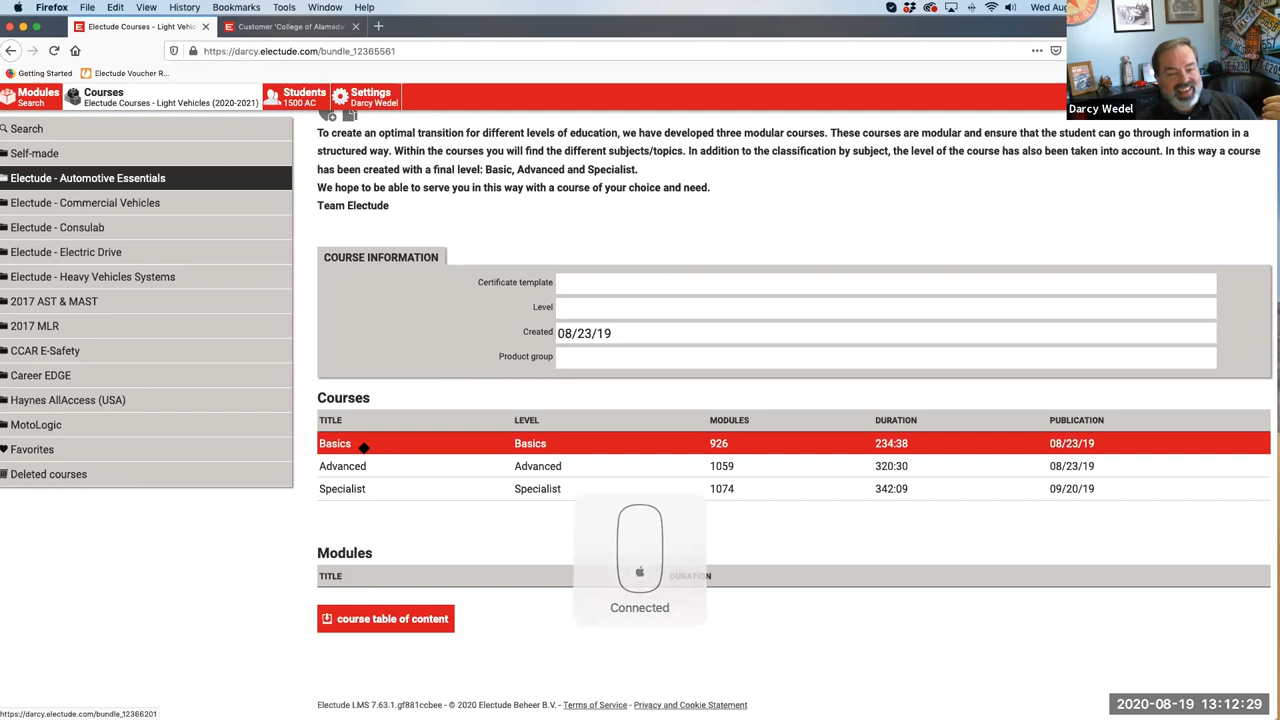 Firefox File Edit View History Bookmarks Tools Window Help
Wed Aug
Electude Courses - Light Vehic
Customer 'College of Alameda'
https://darcy.electude.com/bundle_12365561
Getting Started
Electude Voucher R...
Modules
Search
Courses
Electude Courses - Light Vehicles (2020-2021)
Students
1500 AC
Settings
Darcy Wedel
Darcy Wedel
Search
Self-made
Electude - Automotive Essentials
Electude - Commercial Vehicles
Electude - Consulab
Electude - Electric Drive
Electude - Heavy Vehicles Systems
2017 AST & MAST
2017 MLR
CCAR E-Safety
Career EDGE
Haynes AllAccess (USA)
MotoLogic
Favorites
Deleted courses
To create an optimal transition for different levels of education, we have developed three modular courses. These courses are modular and ensure that the student can go through information in a
structured way. Within the courses you will find the different subjects/topics. In addition to the classification by subject, the level of the course has also been taken into account. In this way a course
has been created with a final level: Basic, Advanced and Specialist.
We hope to be able to serve you in this way with a course of your choice and need.
Team Electude
COURSE INFORMATION
Certificate template
Level
Created 08/23/19
Product group
Courses
TITLE LEVEL MODULES DURATION PUBLICATION
Basics Basics 926 234:38 08/23/19
Advanced Advanced 1059 320:30 08/23/19
Specialist Specialist 1074 342:09 09/20/19
Modules
TITLE DURATION
Connected
course table of content
Electude LMS 7.63.1.gf881ccbee - © 2020 Electude Beheer B.V. - Terms of Service - Privacy and Cookie Statement
https://darcy.electude.com/bundle_12366201
2020-08-19 13:12:29